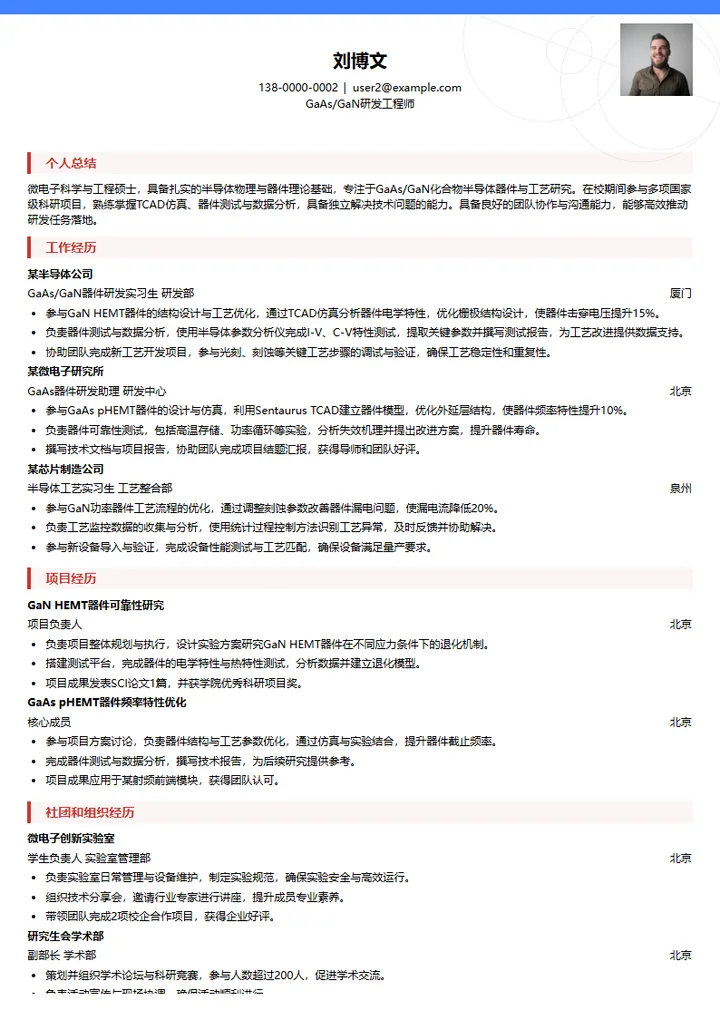 刘博文
138-0000-0002 | user2@example.com
GaAs/GaN研发工程师
个人总结
微电子科学与工程硕士，具备扎实的半导体物理与器件理论基础，专注于GaAs/GaN化合物半导体器件与工艺研究。在校期间参与多项国家
级科研项目，熟练掌握TCAD仿真、器件测试与数据分析，具备独立解决技术问题的能力。具备良好的团队协作与沟通能力，能够高效推动
研发任务落地。
工作经历
某半导体公司
GaAs/GaN器件研发实习生 研发部 厦门
• 参与GaN HEMT器件的结构设计与工艺优化，通过TCAD仿真分析器件电学特性，优化栅极结构设计，使器件击穿电压提升15%。
• 负责器件测试与数据分析，使用半导体参数分析仪完成I-V、C-V特性测试，提取关键参数并撰写测试报告，为工艺改进提供数据支持。
• 协助团队完成新工艺开发项目，参与光刻、刻蚀等关键工艺步骤的调试与验证，确保工艺稳定性和重复性。
某微电子研究所
GaAs器件研发助理 研发中心 北京
• 参与GaAs pHEMT器件的设计与仿真，利用Sentaurus TCAD建立器件模型，优化外延层结构，使器件频率特性提升10%。
• 负责器件可靠性测试，包括高温存储、功率循环等实验，分析失效机理并提出改进方案，提升器件寿命。
• 撰写技术文档与项目报告，协助团队完成项目结题汇报，获得导师和团队好评。
某芯片制造公司
半导体工艺实习生 工艺整合部 泉州
• 参与GaN功率器件工艺流程的优化，通过调整刻蚀参数改善器件漏电问题，使漏电流降低20%。
• 负责工艺监控数据的收集与分析，使用统计过程控制方法识别工艺异常，及时反馈并协助解决。
• 参与新设备导入与验证，完成设备性能测试与工艺匹配，确保设备满足量产要求。
项目经历
GaN HEMT器件可靠性研究
项目负责人 北京
• 负责项目整体规划与执行，设计实验方案研究GaN HEMT器件在不同应力条件下的退化机制。
• 搭建测试平台，完成器件的电学特性与热特性测试，分析数据并建立退化模型。
• 项目成果发表SCI论文1篇，并获学院优秀科研项目奖。
GaAs pHEMT器件频率特性优化
核心成员 北京
• 参与项目方案讨论，负责器件结构与工艺参数优化，通过仿真与实验结合，提升器件截止频率。
• 完成器件测试与数据分析，撰写技术报告，为后续研究提供参考。
• 项目成果应用于某射频前端模块，获得团队认可。
社团和组织经历
微电子创新实验室
学生负责人 实验室管理部 北京
• 负责实验室日常管理与设备维护，制定实验规范，确保实验安全与高效运行。
• 组织技术分享会，邀请行业专家进行讲座，提升成员专业素养。
• 带领团队完成2项校企合作项目，获得企业好评。
研究生会学术部
副部长 学术部 北京
• 策划并组织学术论坛与科研竞赛，参与人数超过200人，促进学术交流。